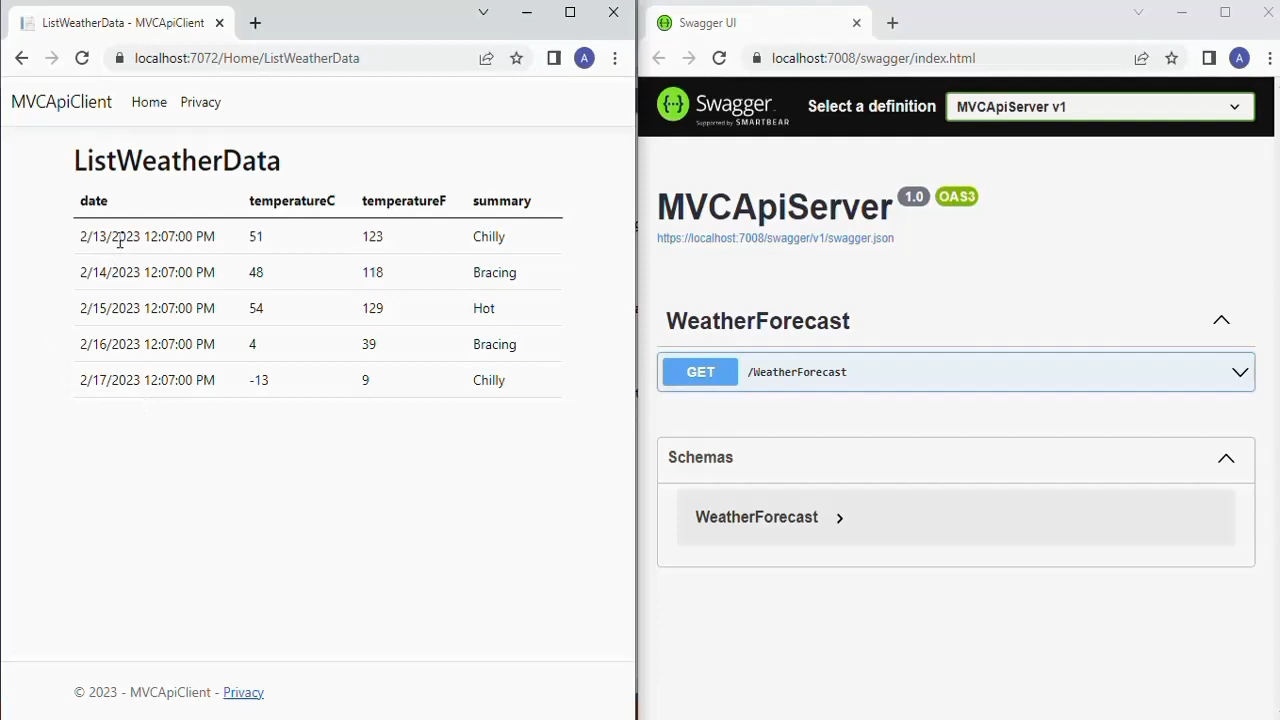 ListWeatherData - MVCApiClient
localhost:7072/Home/ListWeatherData
A
MVCApiClient Home Privacy
ListWeatherData
date temperatureC temperatureF summary
2/13/2023 12:07:00 PM 51 123 Chilly
2/14/2023 12:07:00 PM 48 118 Bracing
2/15/2023 12:07:00 PM 54 129 Hot
2/16/2023 12:07:00 PM 4 39 Bracing
2/17/2023 12:07:00 PM -13 9 Chilly
© 2023 - MVCApiClient - Privacy
Swagger UI
localhost:7008/swagger/index.html
A
Swagger.
Supported by SMARTBEAR
Select a definition MVCApiServer v1
MVCApiServer 1.0 OAS3
https://localhost:7008/swagger/v1/swagger.json
WeatherForecast
GET /WeatherForecast
Schemas
WeatherForecast